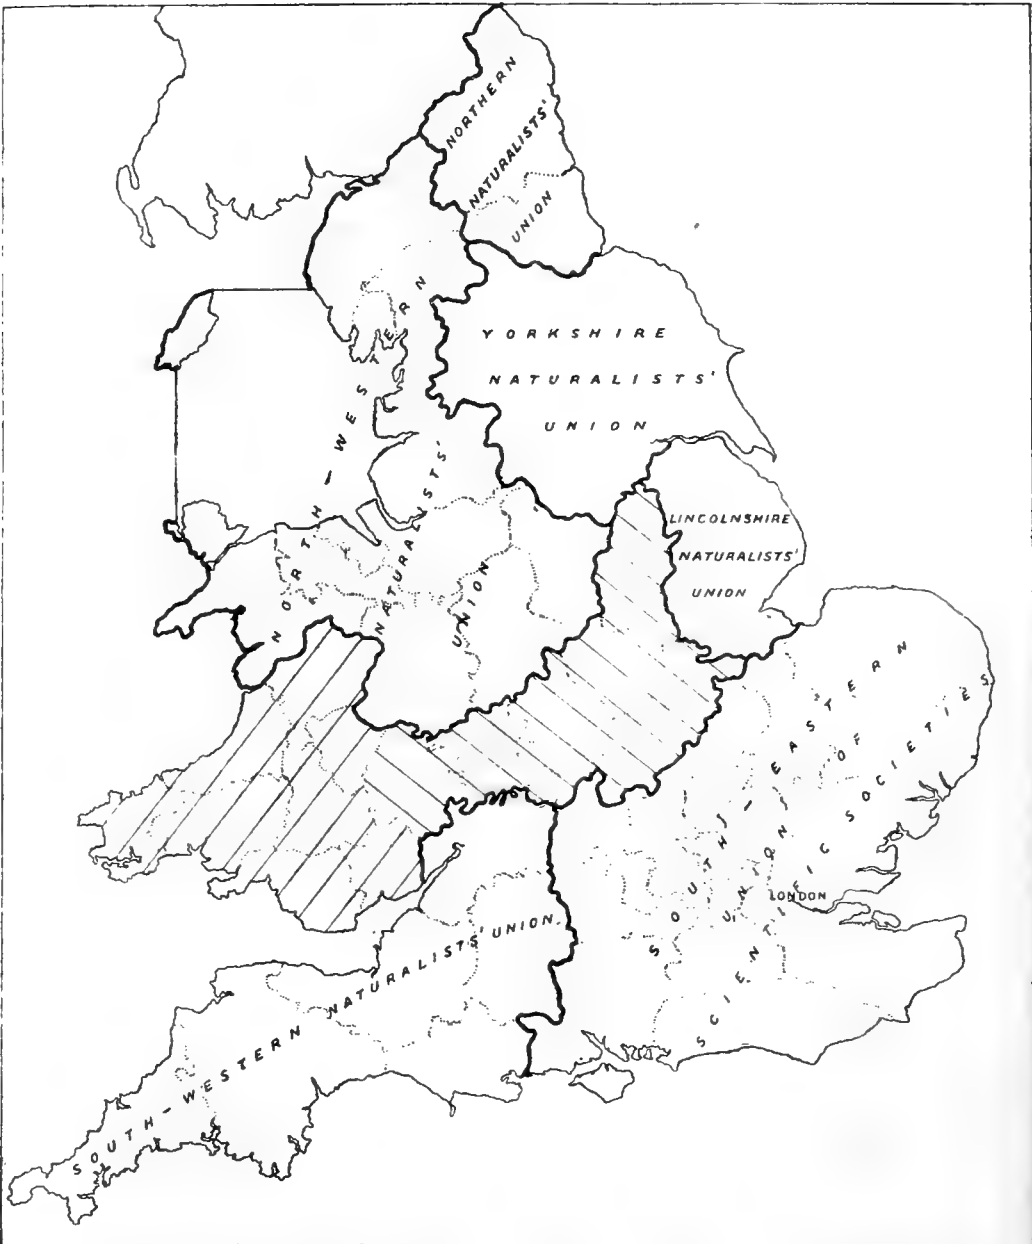 NORTHERN
NATURALISTS'
UNION
YORKSHIRE
NATURALISTS'
UNION
NORTH-WESTERN
NATURALISTS'
UNION
LINCOLNSHIRE
NATURALISTS'
UNION
SOUTH-EASTERN
UNION OF
SCIENTIFIC SOCIETIES
LONDON
SOUTH-WESTERN NATURALISTS' UNION